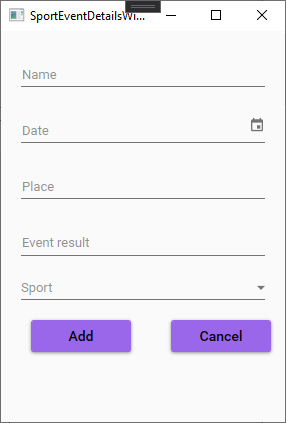 SportEventDetailsWi...
Name
Date
Place
Event result
Sport
Add Cancel